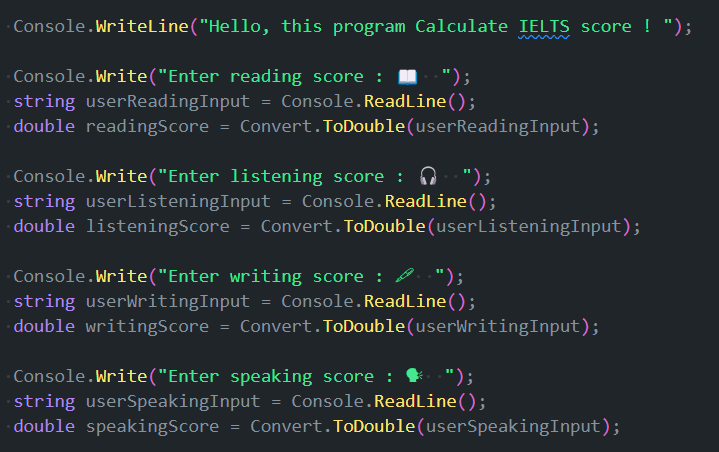 Console.WriteLine("Hello, this program Calculate IELTS score ! ");
Console.Write("Enter reading score : 📖  ");
string userReadingInput = Console.ReadLine();
double readingScore = Convert.ToDouble(userReadingInput);
Console.Write("Enter listening score : 🎧  ");
string userListeningInput = Console.ReadLine();
double listeningScore = Convert.ToDouble(userListeningInput);
Console.Write("Enter writing score : 🖊  ");
string userWritingInput = Console.ReadLine();
double writingScore = Convert.ToDouble(userWritingInput);
Console.Write("Enter speaking score : 🗣  ");
string userSpeakingInput = Console.ReadLine();
double speakingScore = Convert.ToDouble(userSpeakingInput);